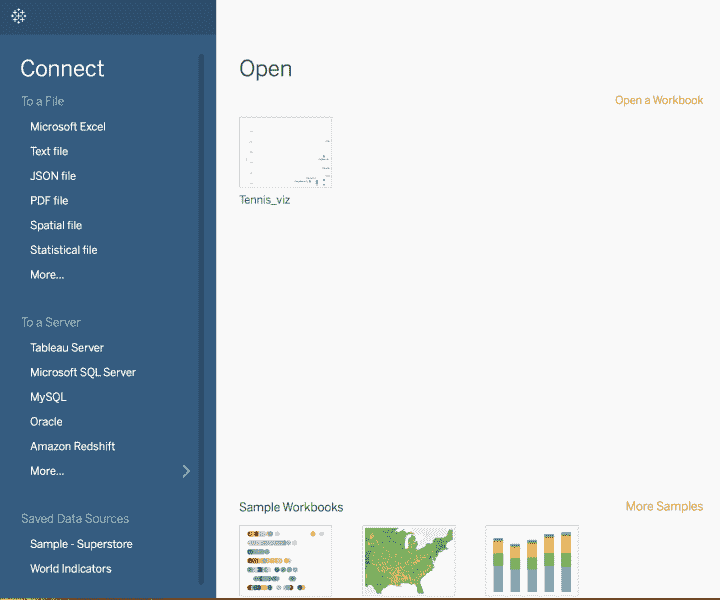 Connect
To a File
Microsoft Excel
Text file
JSON file
PDF file
Spatial file
Statistical file
More...
To a Server
Tableau Server
Microsoft SQL Server
MySQL
Oracle
Amazon Redshift
More...
Saved Data Sources
Sample - Superstore
World Indicators
Open
Open a Workbook
Tennis_viz
Sample Workbooks
More Samples